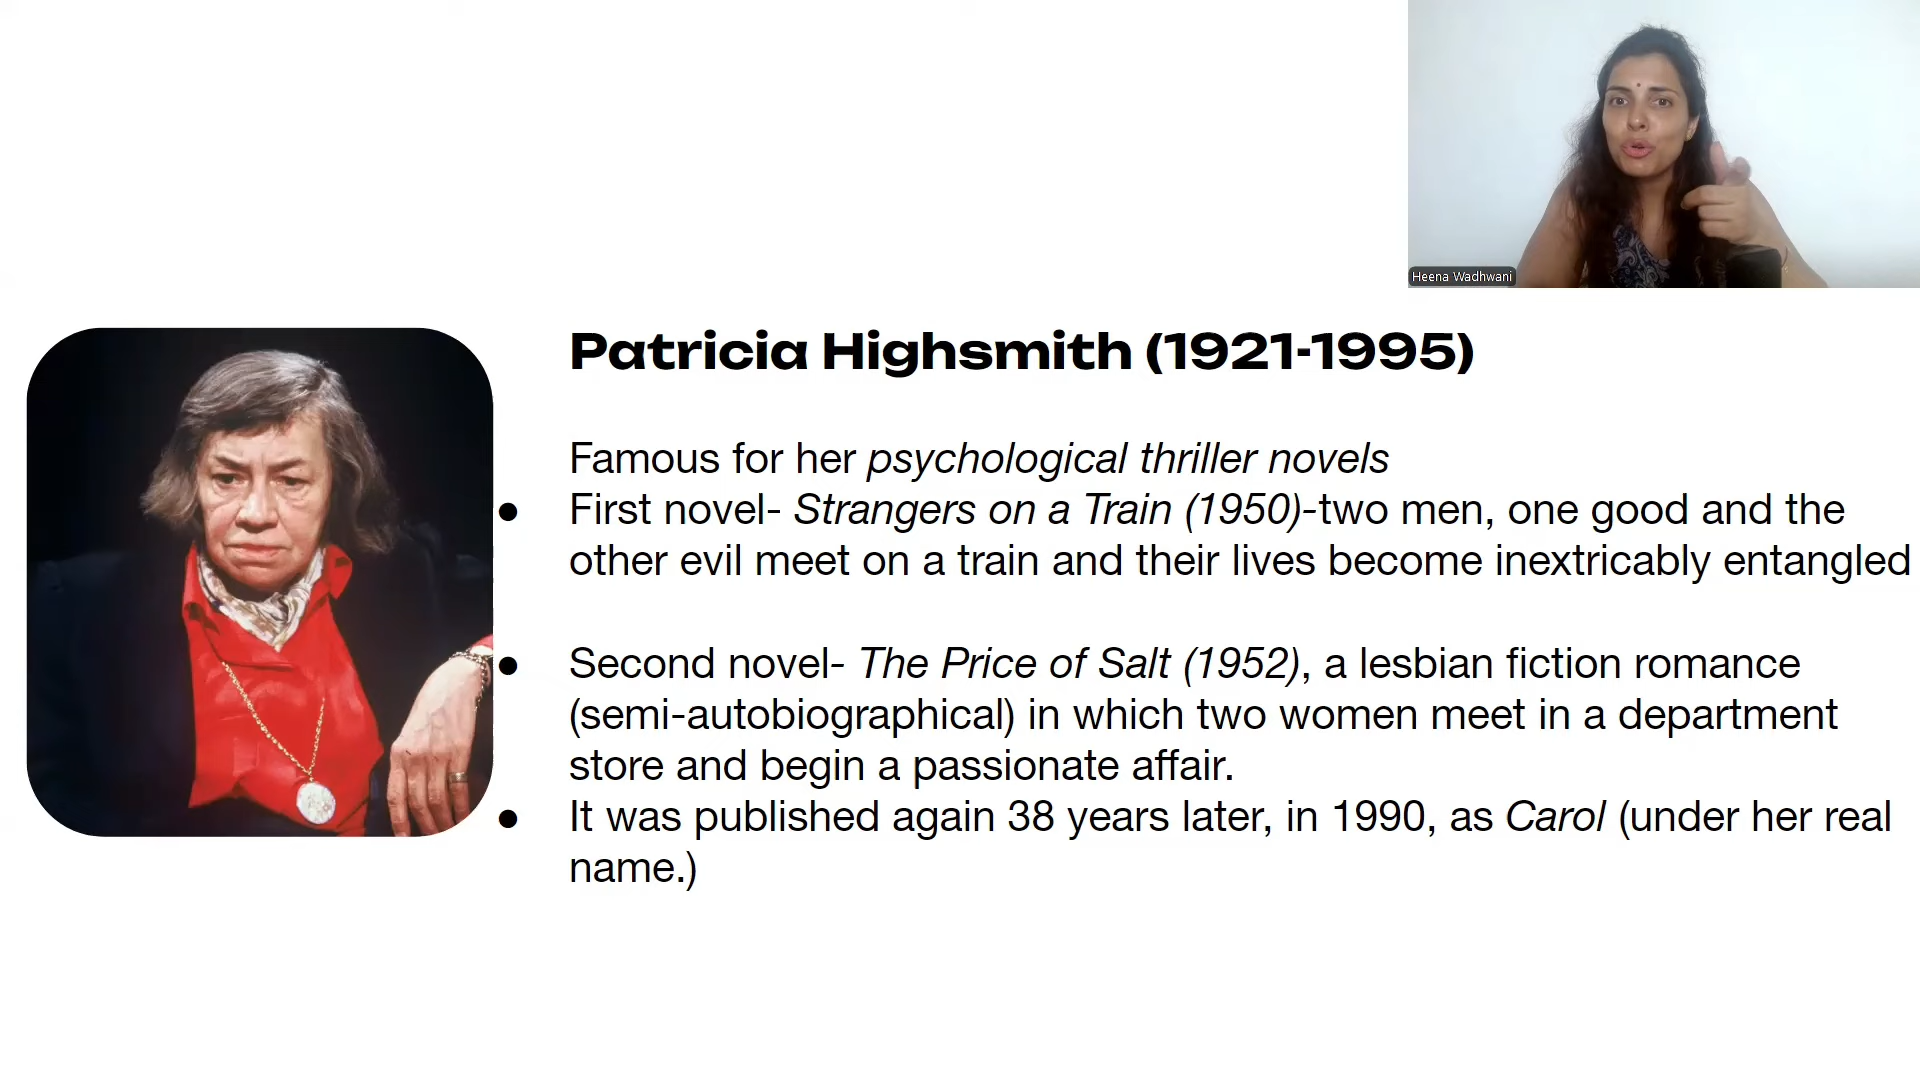 Heena Wadhwani
Patricia Highsmith (1921-1995)
Famous for her psychological thriller novels
● First novel- Strangers on a Train (1950)-two men, one good and the
other evil meet on a train and their lives become inextricably entangled
● Second novel- The Price of Salt (1952), a lesbian fiction romance
(semi-autobiographical) in which two women meet in a department
store and begin a passionate affair.
● It was published again 38 years later, in 1990, as Carol (under her real
name.)